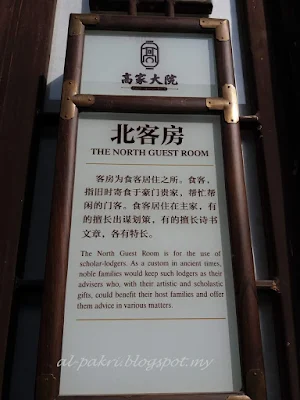 高家大院
北客房
THE NORTH GUEST ROOM
客房为食客居住之所。食客，
指旧时寄食于豪门贵家，帮忙帮
闲的门客。食客居住在主家，有
的擅长出谋划策，有的擅长诗书
文章，各有特长。
The North Guest Room is for the use of
scholar-lodgers. As a custom in ancient times,
noble families would keep such lodgers as their
advisers who, with their artistic and scholastic
gifts, could benefit their host families and offer
them advice in various matters.
al-pakri.blogspot.my